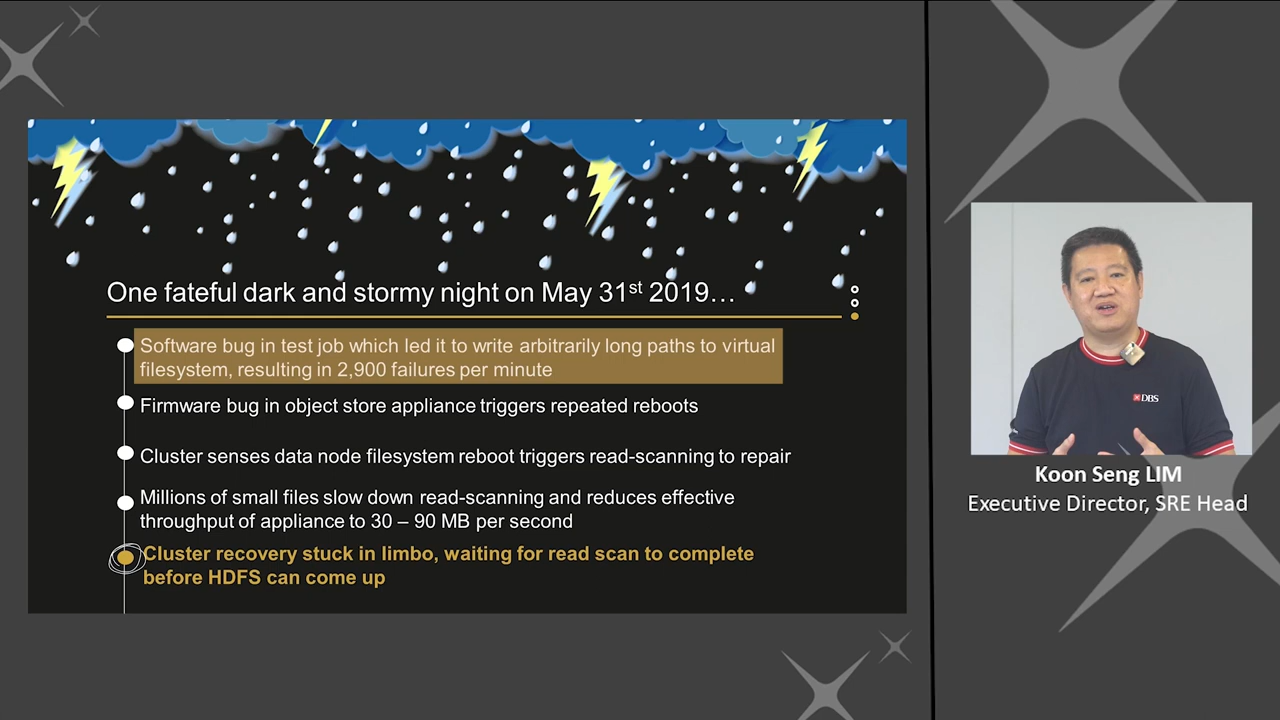 One fateful dark and stormy night on May 31st 2019…
Software bug in test job which led it to write arbitrarily long paths to virtual
filesystem, resulting in 2,900 failures per minute
Firmware bug in object store appliance triggers repeated reboots
Cluster senses data node filesystem reboot triggers read-scanning to repair
Millions of small files slow down read-scanning and reduces effective
throughput of appliance to 30 – 90 MB per second
Cluster recovery stuck in limbo, waiting for read scan to complete
before HDFS can come up
DBS
Koon Seng LIM
Executive Director, SRE Head